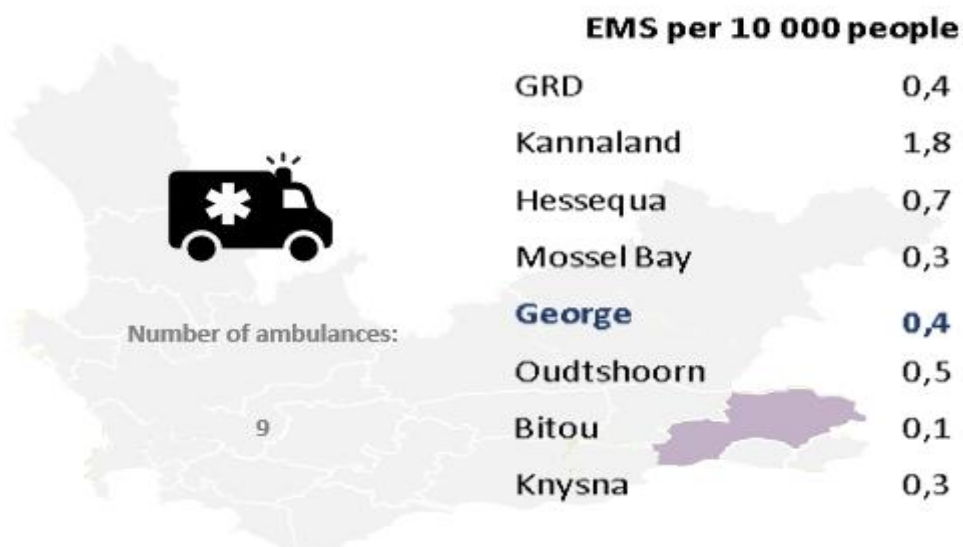 EMS per 10 000 people
GRD 0,4
Kannaland 1,8
Hessequa 0,7
Mossel Bay 0,3
Number of ambulances:
George 0,4
Oudtshoorn 0,5
9
Bitou 0,1
Knysna 0,3